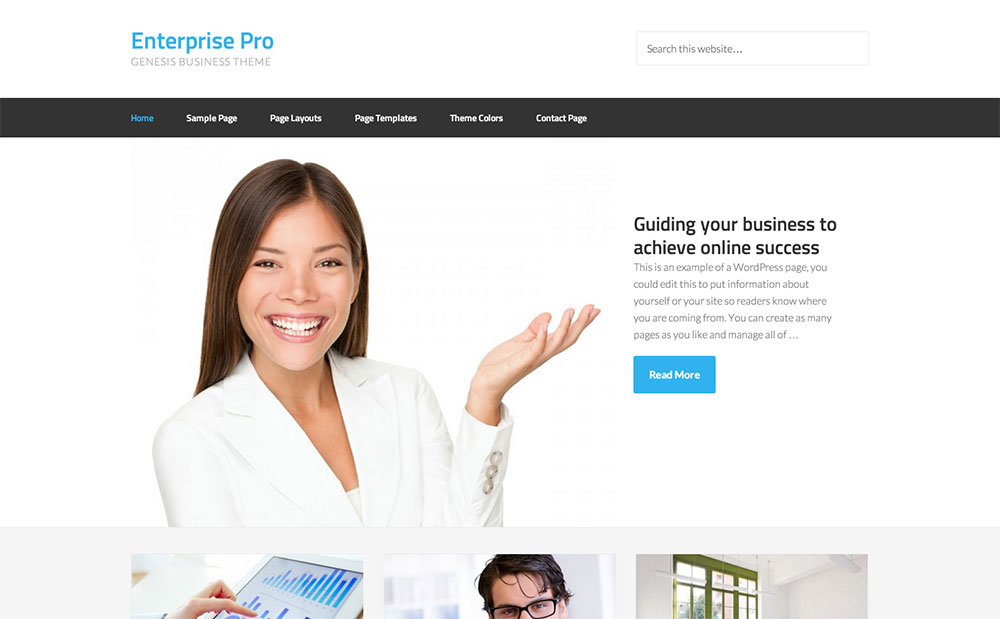 Enterprise Pro
GENESIS BUSINESS THEME
Search this website…
Home Sample Page Page Layouts Page Templates Theme Colors Contact Page
Guiding your business to
achieve online success
This is an example of a WordPress page, you
could edit this to put information about
yourself or your site so readers know where
you are coming from. You can create as many
pages as you like and manage all of …
Read More